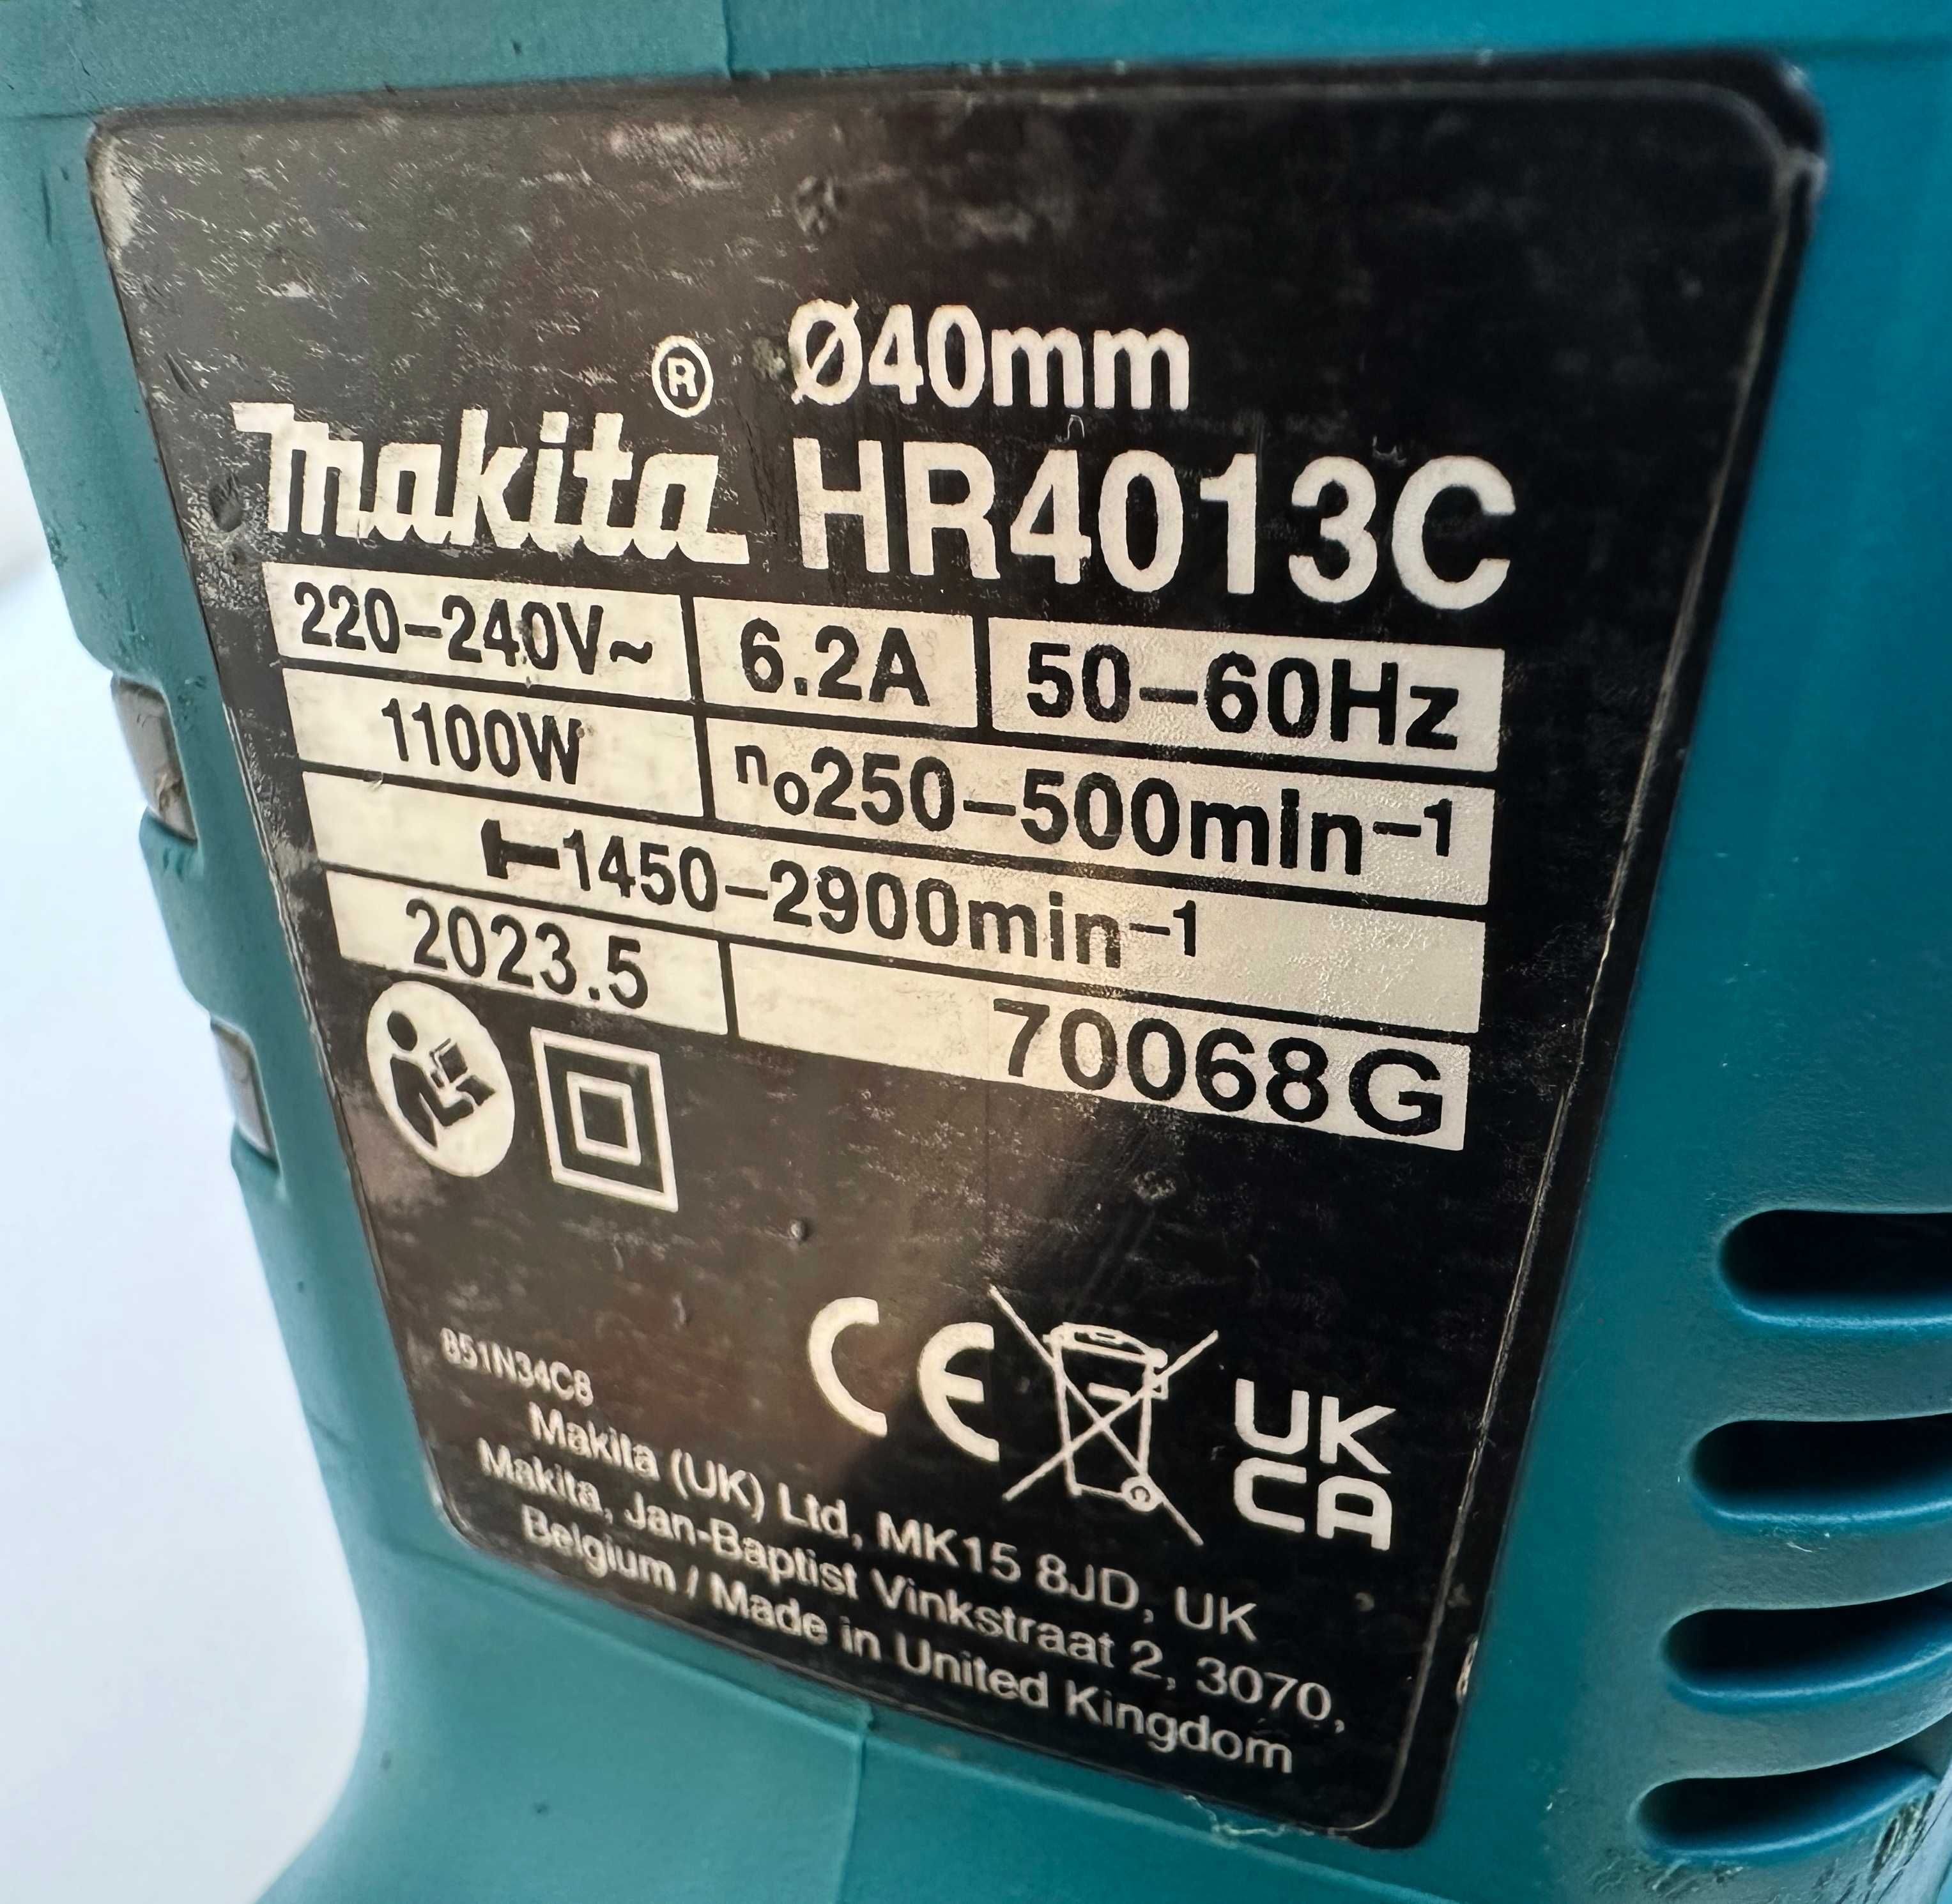 Ø40mm
makita® HR4013C
220–240V~ 6.2A 50–60Hz
1100W n₀250–500min⁻¹
1450–2900min⁻¹
2023.5 70068G
CE UK
CA
851N34C8
Makita (UK) Ltd, MK15 8JD, UK
Makita, Jan-Baptist Vinkstraat 2, 3070,
Belgium / Made in United Kingdom